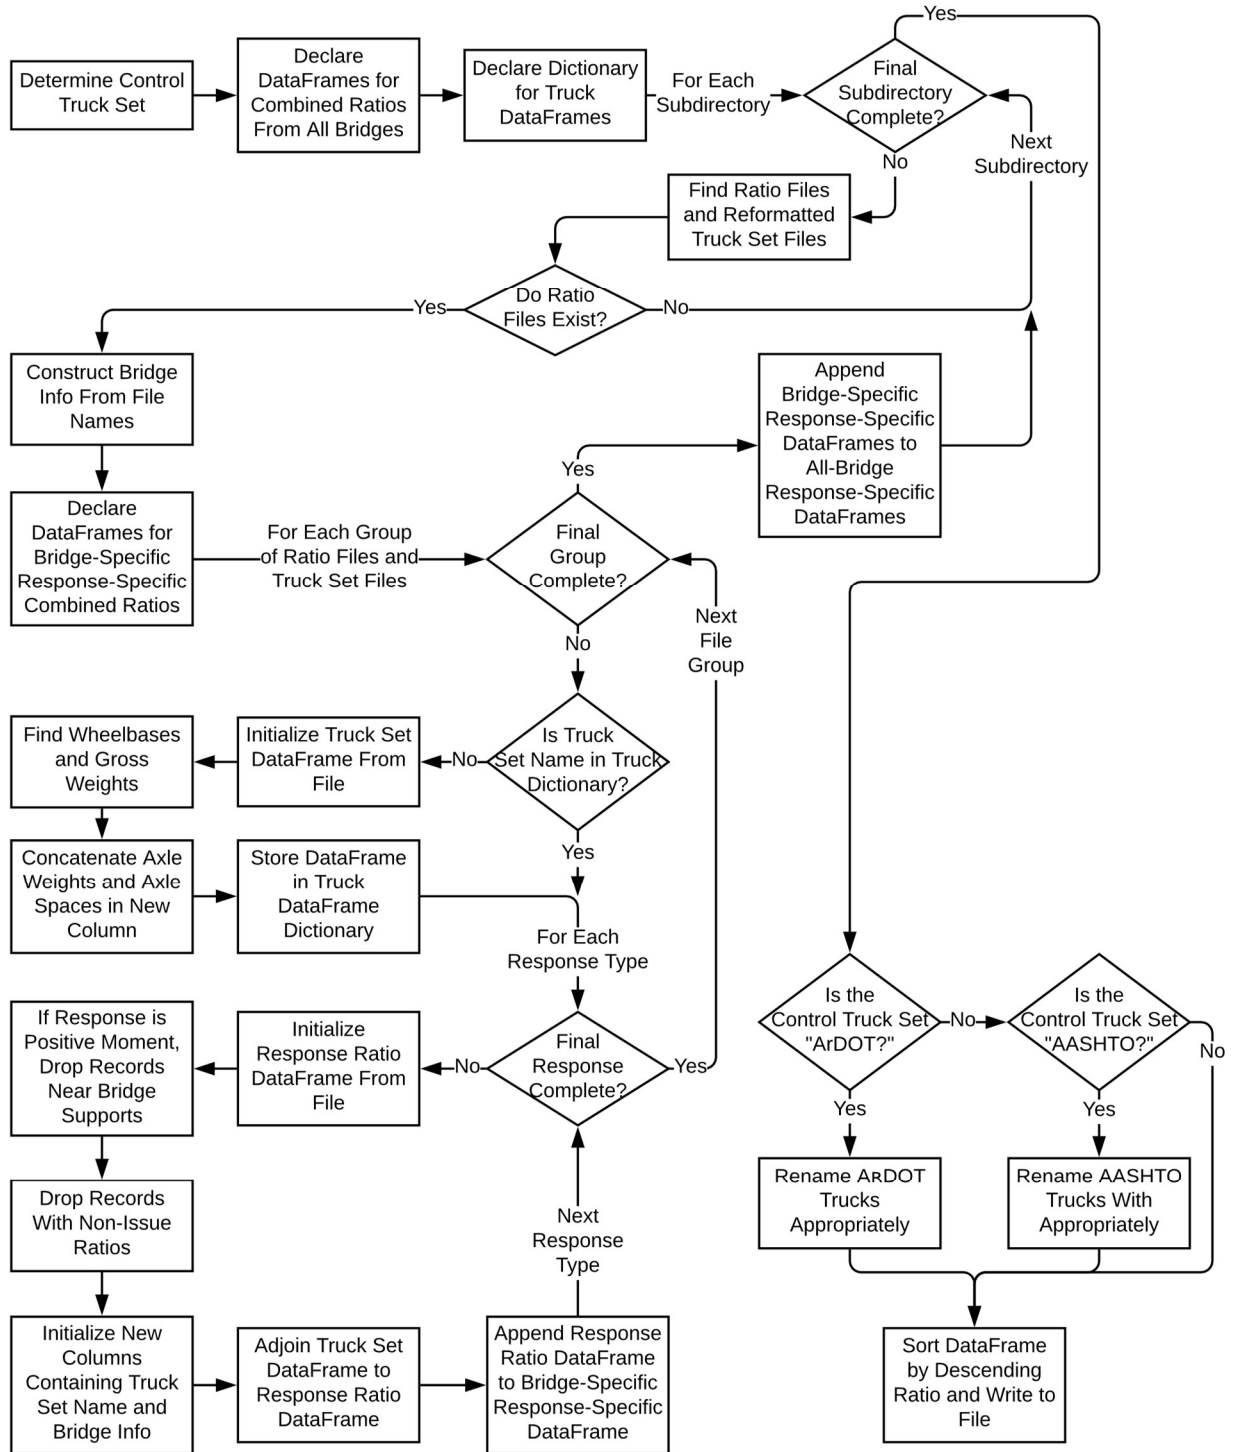 Yes
Determine Control
Truck Set
Declare
DataFrames for
Combined Ratios
From All Bridges
Declare Dictionary
for Truck
DataFrames
For Each
Subdirectory
Final
Subdirectory
Complete?
Next
Subdirectory
No
Find Ratio Files
and Reformatted
Truck Set Files
Do Ratio
Files Exist?
Yes
No
Construct Bridge
Info From File
Names
Append
Bridge-Specific
Response-Specific
DataFrames to
All-Bridge
Response-Specific
DataFrames
Yes
Declare
DataFrames for
Bridge-Specific
Response-Specific
Combined Ratios
For Each Group
of Ratio Files and
Truck Set Files
Final
Group
Complete?
Next
File
Group
No
Find Wheelbases
and Gross
Weights
Initialize Truck Set
DataFrame From
File
No
Is Truck
Set Name in Truck
Dictionary?
Yes
Concatenate Axle
Weights and Axle
Spaces in New
Column
Store DataFrame
in Truck
DataFrame
Dictionary
For Each
Response Type
If Response is
Positive Moment,
Drop Records
Near Bridge
Supports
Initialize
Response Ratio
DataFrame From
File
No
Final
Response
Complete?
Yes
Is the
Control Truck Set
"ArDOT?"
No
Is the
Control Truck Set
"AASHTO?"
No
Yes
Yes
Drop Records
With Non-Issue
Ratios
Next
Response
Type
Rename ARDOT
Trucks
Appropriately
Rename AASHTO
Trucks With
Appropriately
Initialize New
Columns
Containing Truck
Set Name and
Bridge Info
Adjoin Truck Set
DataFrame to
Response Ratio
DataFrame
Append Response
Ratio DataFrame
to Bridge-Specific
Response-Specific
DataFrame
Sort DataFrame
by Descending
Ratio and Write to
File